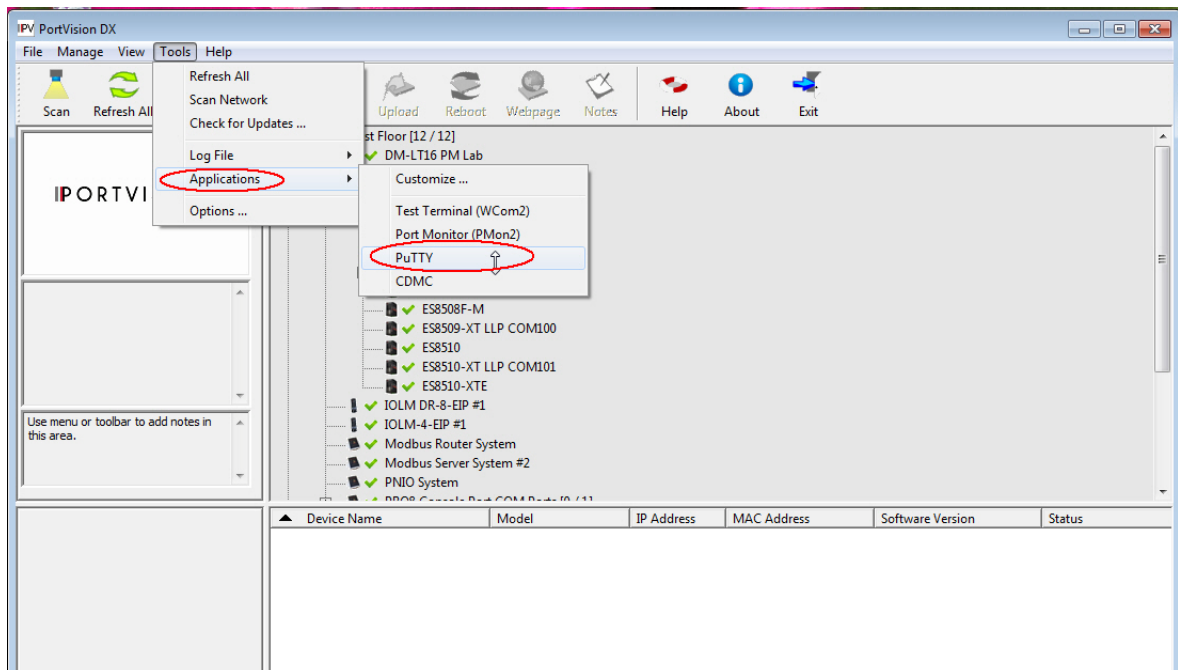 IPV PortVision DX
File Manage View Tools Help
Scan Refresh All Upload Reboot Webpage Notes Help About Exit
Refresh All
Scan Network
Check for Updates ...
Log File
Applications
Options ...
Customize ...
Test Terminal (WCom2)
Port Monitor (PMon2)
PuTTY
CDMC
PORTVI
st Floor [12 / 12]
DM-LT16 PM Lab
ES8508F-M
ES8509-XT LLP COM100
ES8510
ES8510-XT LLP COM101
ES8510-XTE
IOLM DR-8-EIP #1
IOLM-4-EIP #1
Modbus Router System
Modbus Server System #2
PNIO System
Use menu or toolbar to add notes in
this area.
Device Name Model IP Address MAC Address Software Version Status